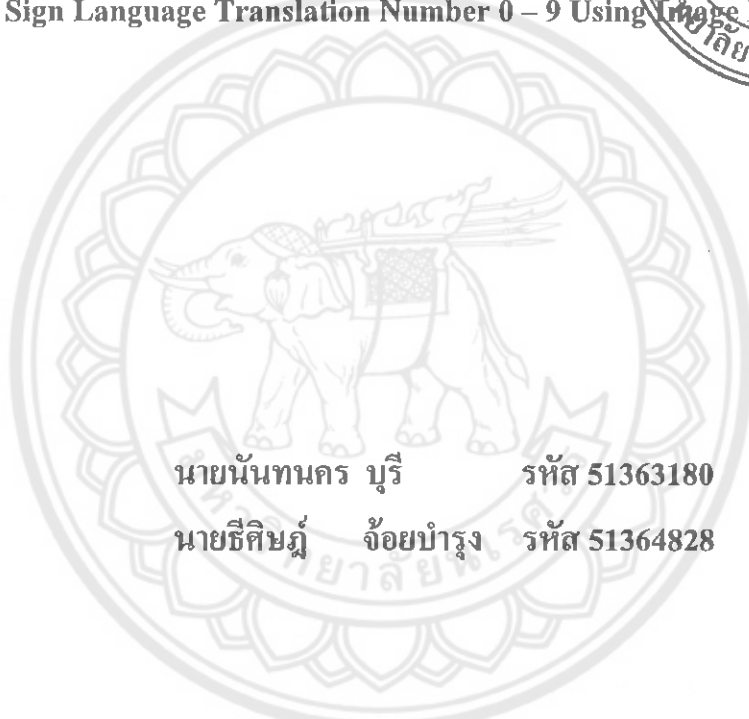 Sign Language Translation Number 0 – 9 Using Image
นายนันทนคร บุรี รหัส 51363180
นายธีศิษฏ์ จ้อยบำรุง รหัส 51364828